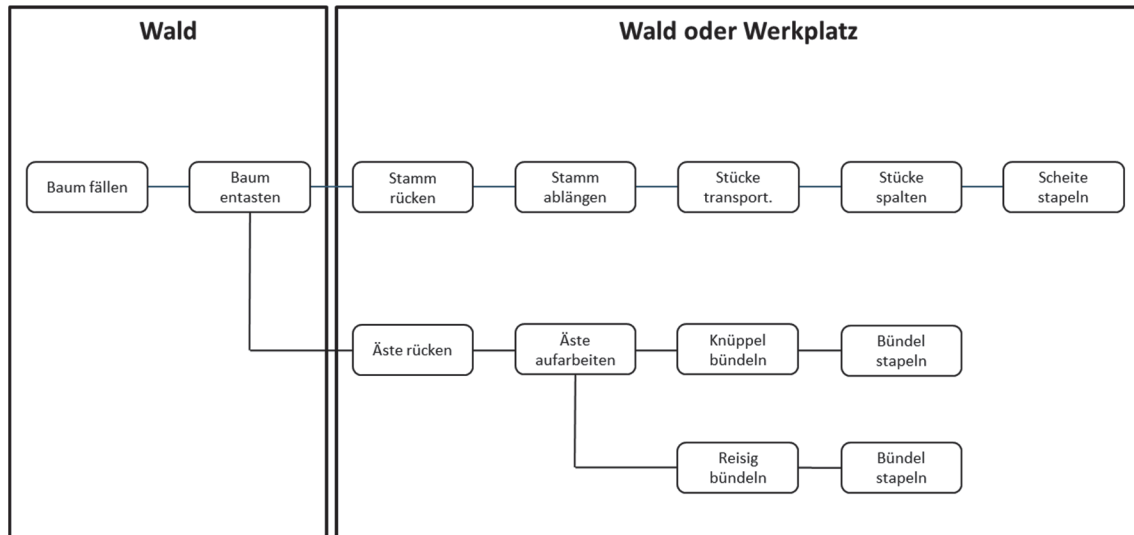 Wald
Wald oder Werkplatz
Baum fällen
Baum
entasten
Stamm
rücken
Stamm
ablängen
Stücke
transport.
Stücke
spalten
Scheite
stapeln
Äste rücken
Äste
aufarbeiten
Knüppel
bündeln
Bündel
stapeln
Reisig
bündeln
Bündel
stapeln